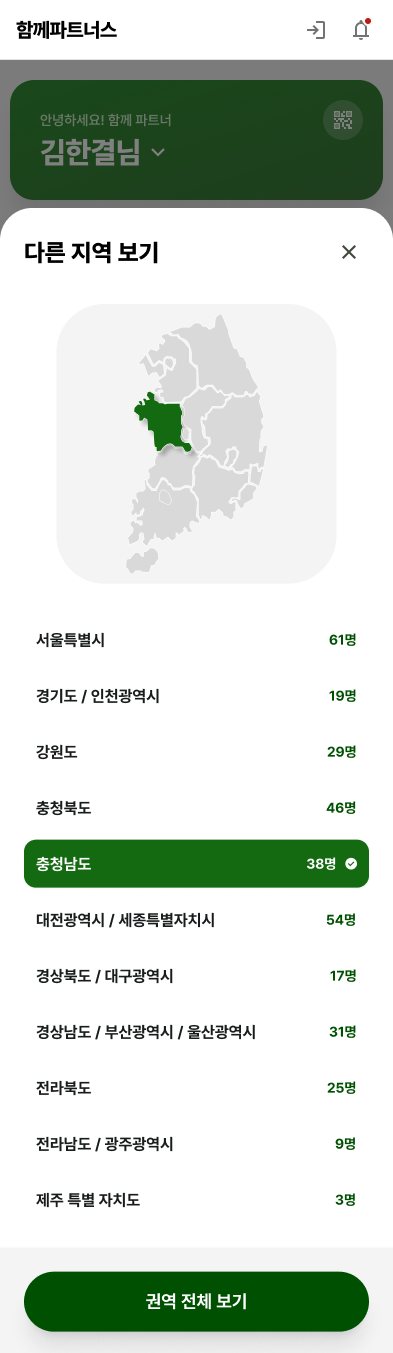 함께파트너스
안녕하세요! 함께 파트너
김한결님
다른 지역 보기
서울특별시 61명
경기도 / 인천광역시 19명
강원도 29명
충청북도 46명
충청남도 38명
대전광역시 / 세종특별자치시 54명
경상북도 / 대구광역시 17명
경상남도 / 부산광역시 / 울산광역시 31명
전라북도 25명
전라남도 / 광주광역시 9명
제주 특별 자치도 3명
권역 전체 보기